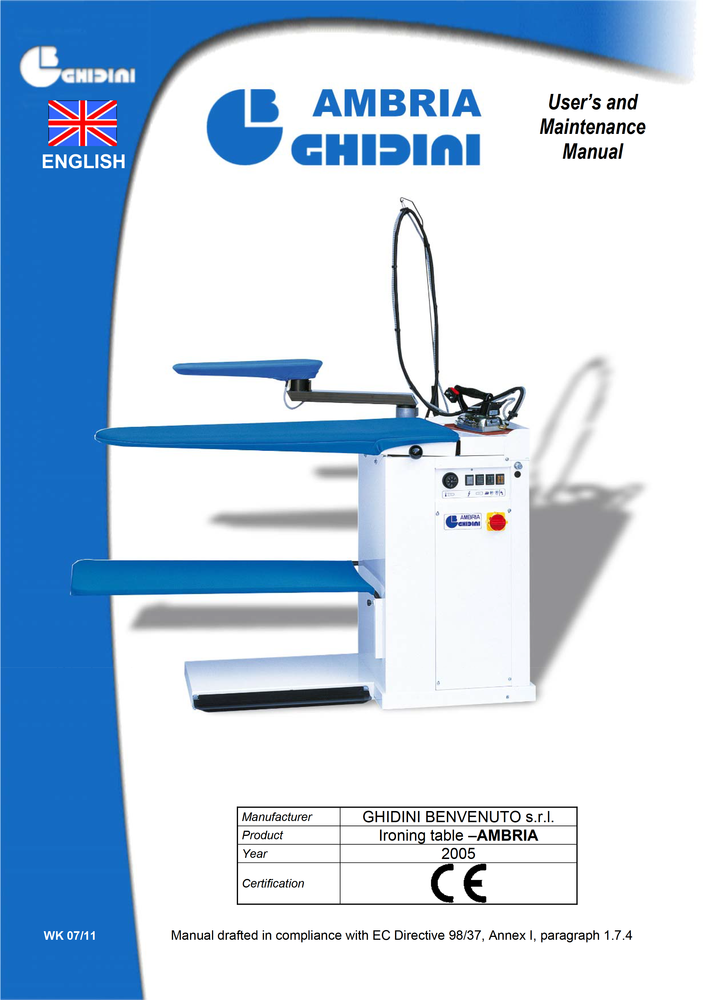 GHIDINI
ENGLISH
AMBRIA
GHIDINI
User's and
Maintenance
Manual
AMBRIA
GHIDINI
Manufacturer GHIDINI BENVENUTO s.r.l.
Product Ironing table –AMBRIA
Year 2005
Certification CE
WK 07/11
Manual drafted in compliance with EC Directive 98/37, Annex I, paragraph 1.7.4